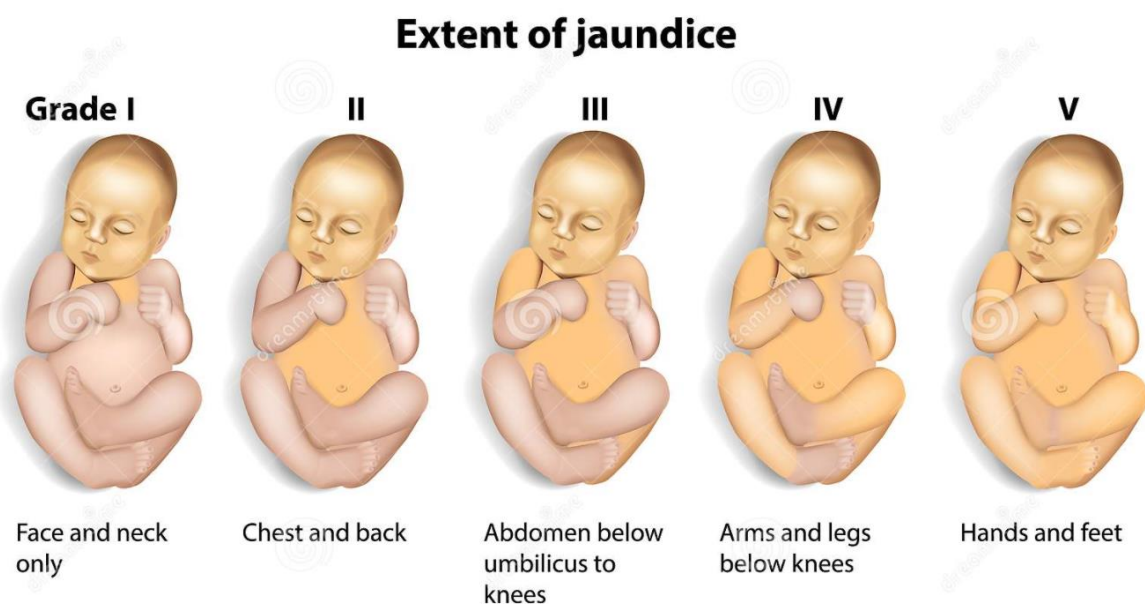 Extent of jaundice
Grade I
II
III
IV
V
Face and neck
only
Chest and back
Abdomen below
umbilicus to
knees
Arms and legs
below knees
Hands and feet
dreamstime